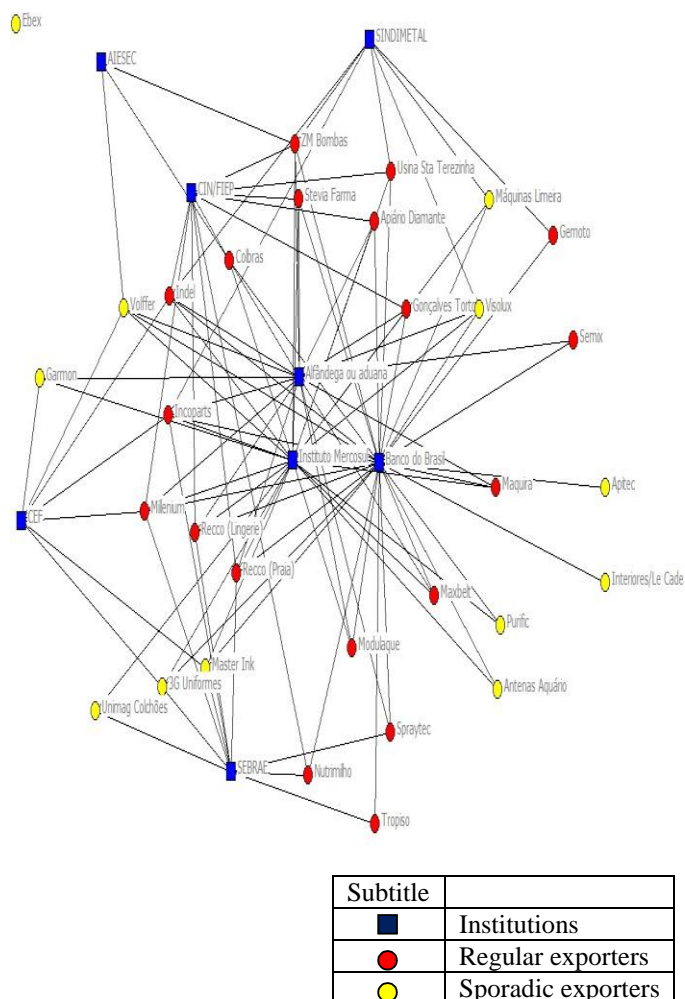 Ebex
SINDIMETAL
AIESEC
ZM Bombas
Usina Sta Terezinha
CIN/FIEP
Stevia Farma
Máquinas Limeira
Apiário Diamante
Gemoto
Colbras
Indel
Volffer
Gonçalves Torto
Visolux
Semix
Alfândega ou aduana
Garmon
Incoparts
Instituto Mercosul
Banco do Brasil
Maquira
Apitec
Millenium
CEF
Recco (Lingerie)
Recco (Praia)
Interiores/Le Cade
Maxbelt
Purific
Modulaque
Master Ink
3G Uniformes
Antenas Aquário
Unimag Colchões
Spraytec
SEBRAE
Nutrimilho
Tropiso
Subtitle
Institutions
Regular exporters
Sporadic exporters